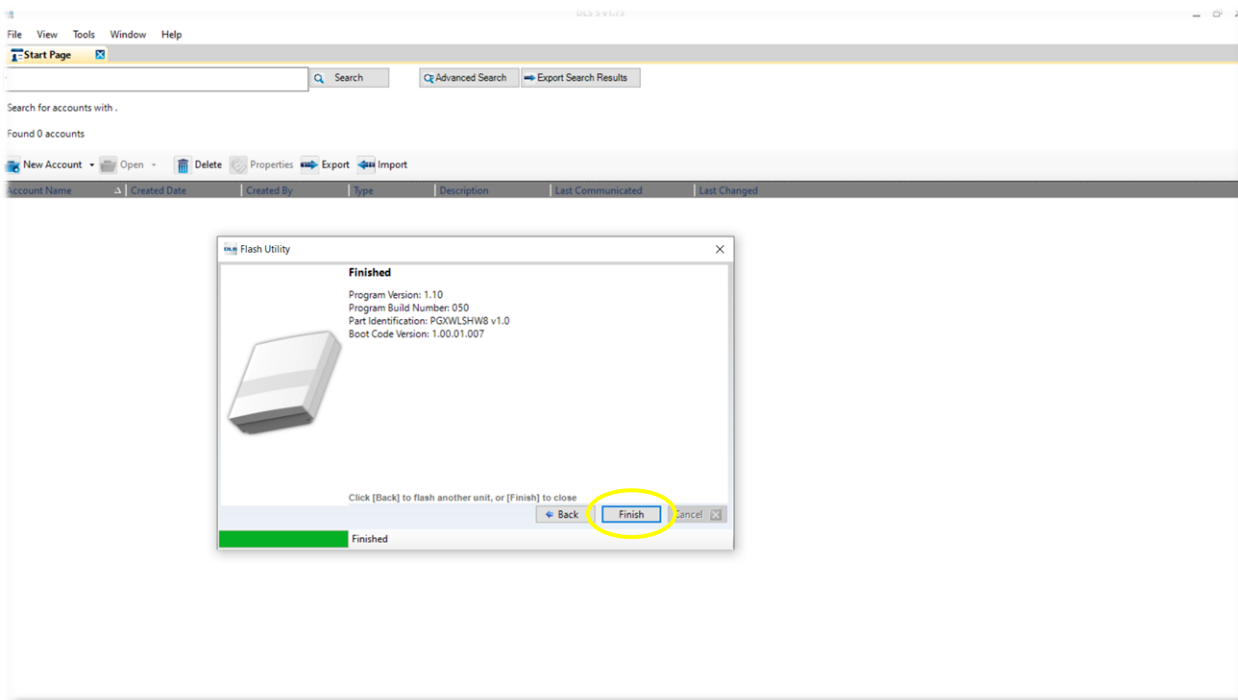 File View Tools Window Help
Start Page
Search Advanced Search Export Search Results
Search for accounts with .
Found 0 accounts
New Account Open Delete Properties Export Import
Account Name Created Date Created By Type Description Last Communicated Last Changed
Flash Utility
Finished
Program Version: 1.10
Program Build Number: 050
Part Identification: PGXWLSHW8 v1.0
Boot Code Version: 1.00.01.007
Click [Back] to flash another unit, or [Finish] to close
Back Finish Cancel
Finished